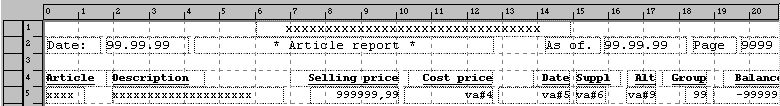 0 1 2 3 4 5 6 7 8 9 10 11 12 13 14 15 16 17 18 19 20
1 xxxxxxxxxxxxxxxxxxxxxxxxxxxxxxxxxxx
2 Date: 99.99.99 * Article report * As of. 99.99.99 Page 9999
3
4 Article Description Selling price Cost price Date Suppl Alt Group Balance
5 xxxx xxxxxxxxxxxxxxxxxxxx 999999,99 va#4 va#5 va#6 va#9 99 -99999